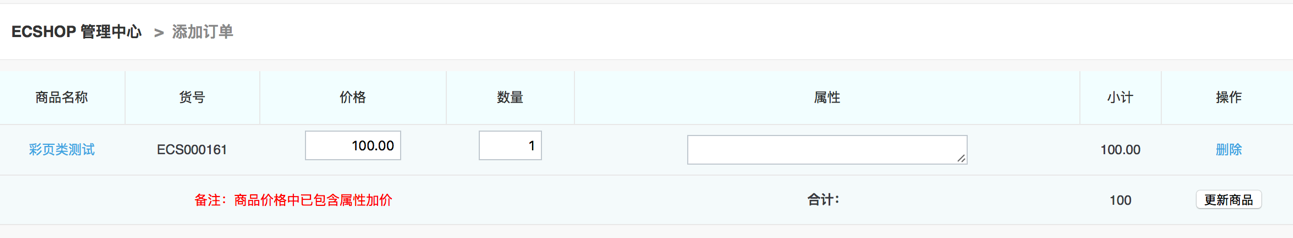 ECSHOP 管理中心 > 添加订单
商品名称 货号 价格 数量 属性 小计 操作
彩页类测试 ECS000161 100.00 1 100.00 删除
备注：商品价格中已包含属性加价 合计： 100 更新商品